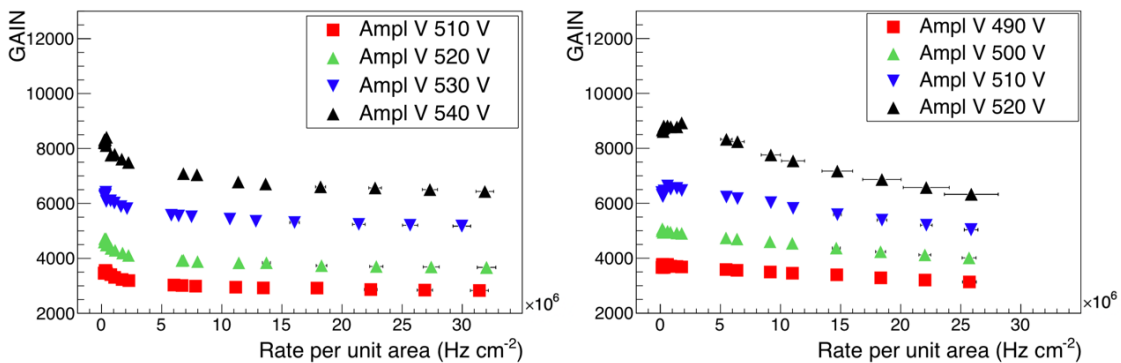 GAIN
12000
10000
8000
6000
4000
2000
Ampl V 510 V
Ampl V 520 V
Ampl V 530 V
Ampl V 540 V
0 5 10 15 20 25 30
×10⁶
Rate per unit area (Hz cm⁻²)
GAIN
12000
10000
8000
6000
4000
2000
Ampl V 490 V
Ampl V 500 V
Ampl V 510 V
Ampl V 520 V
0 5 10 15 20 25 30
×10⁶
Rate per unit area (Hz cm⁻²)